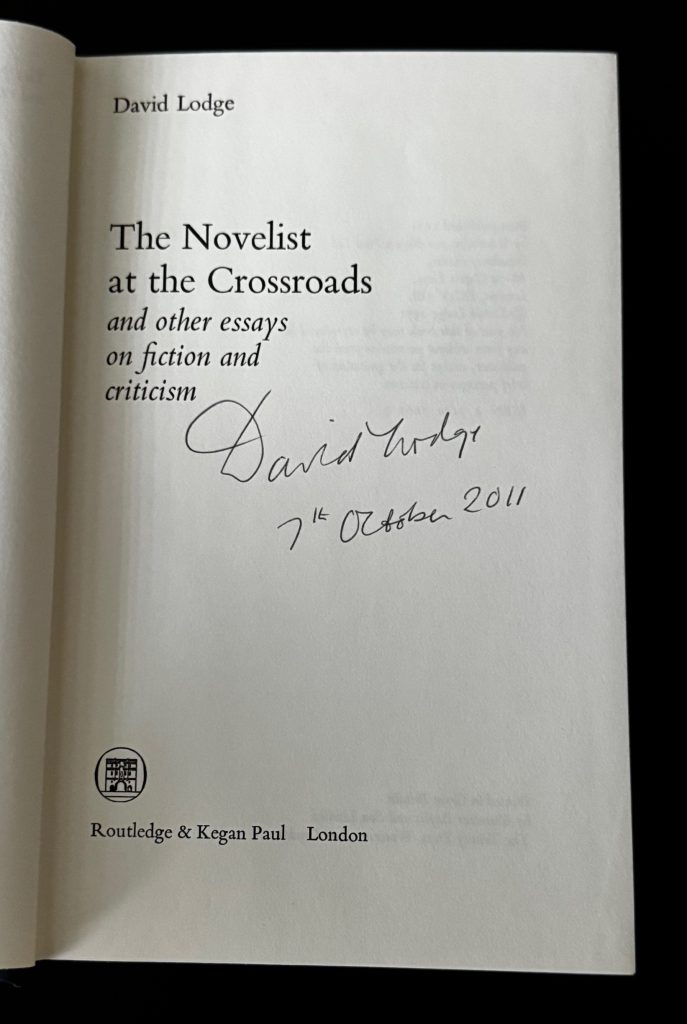 David Lodge
The Novelist
at the Crossroads
and other essays
on fiction and
criticism
David Lodge
7th October 2011
Routledge & Kegan Paul London